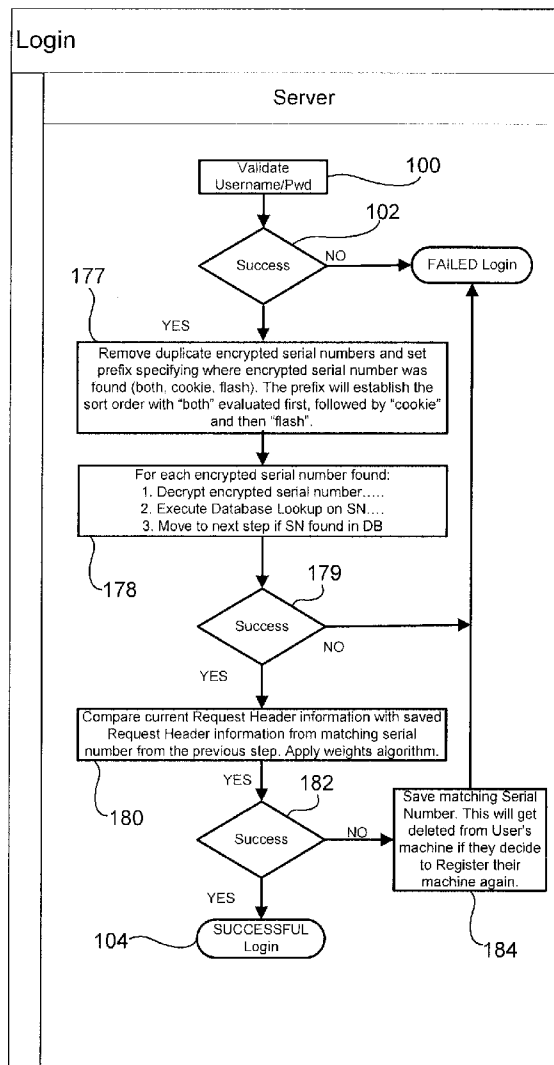 Login
Server
Validate
Username/Pwd
100
102
Success
NO
FAILED Login
177
YES
Remove duplicate encrypted serial numbers and set
prefix specifying where encrypted serial number was
found (both, cookie, flash). The prefix will establish the
sort order with "both" evaluated first, followed by "cookie"
and then "flash".
For each encrypted serial number found:
1. Decrypt encrypted serial number.....
2. Execute Database Lookup on SN....
3. Move to next step if SN found in DB
178
179
Success
NO
YES
Compare current Request Header information with saved
Request Header information from matching serial
number from the previous step. Apply weights algorithm.
180
YES
182
Success
NO
Save matching Serial
Number. This will get
deleted from User's
machine if they decide
to Register their
machine again.
184
YES
104
SUCCESSFUL
Login